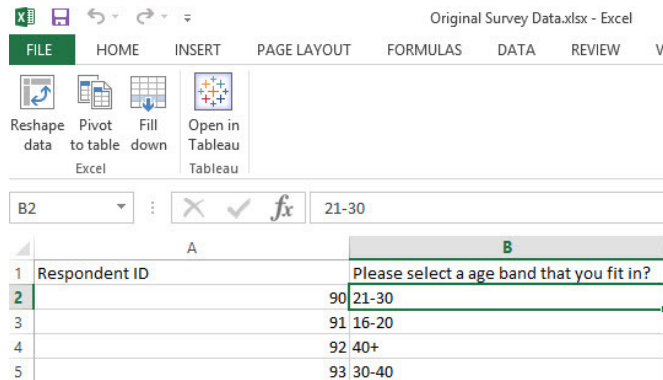 Original Survey Data.xlsx - Excel
FILE HOME INSERT PAGE LAYOUT FORMULAS DATA REVIEW
Reshape data Pivot to table Fill down Open in Tableau
Excel Tableau
B2 fx 21-30
A B
1 Respondent ID Please select a age band that you fit in?
2 90 21-30
3 91 16-20
4 92 40+
5 93 30-40